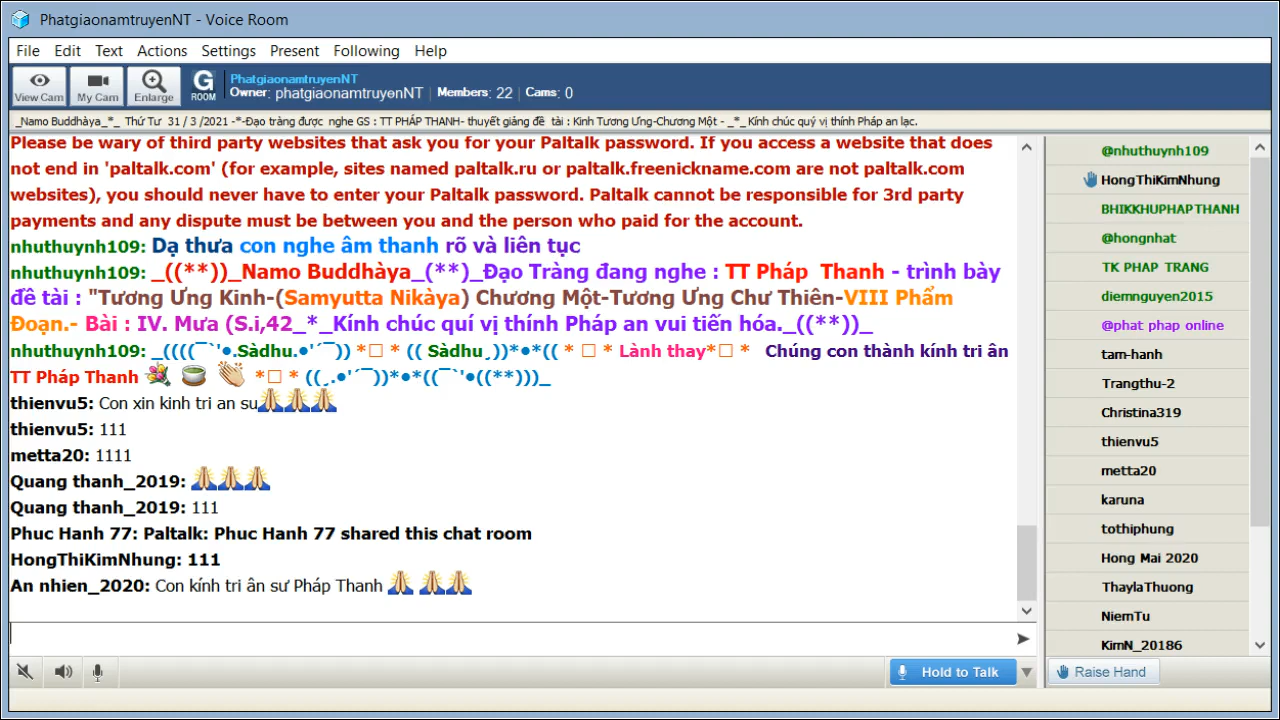 PhatgiaonamtruyenNT - Voice Room
File Edit Text Actions Settings Present Following Help
View Cam My Cam Enlarge G ROOM PhatgiaonamtruyenNT
Owner: phatgiaonamtruyenNT Members: 22 Cams: 0
_Namo Buddhàya_*_ Thứ Tư 31 / 3 /2021 -*-Đạo tràng được nghe GS : TT PHÁP THANH- thuyết giảng đề tài : Kinh Tương Ưng-Chương Một - _*_ Kính chúc quý vị thính Pháp an lạc.
Please be wary of third party websites that ask you for your Paltalk password. If you access a website that does
not end in 'paltalk.com' (for example, sites named paltalk.ru or paltalk.freenickname.com are not paltalk.com
websites), you should never have to enter your Paltalk password. Paltalk cannot be responsible for 3rd party
payments and any dispute must be between you and the person who paid for the account.
nhuthuynh109: Dạ thưa con nghe âm thanh rõ và liên tục
nhuthuynh109: _((**))_Namo Buddhàya_(**)_Đạo Tràng đang nghe : TT Pháp Thanh - trình bày
đề tài : "Tương Ưng Kinh-(Samyutta Nikàya) Chương Một-Tương Ưng Chư Thiên-VIII Phẩm
Đoạn.- Bài : IV. Mưa (S.i,42_*_Kính chúc quí vị thính Pháp an vui tiến hóa._((**))_
nhuthuynh109: _((((¯`'•.Sàdhu.•'´¯)) *□ * (( Sàdhu¸))*•*(( * □ * Lành thay*□ * Chúng con thành kính tri ân
TT Pháp Thanh 💐 🍵 👏 *□ * ((¸.•'´¯))*•*((¯`'•((**)))_
thienvu5: Con xin kinh tri an su🙏🙏🙏
thienvu5: 111
metta20: 1111
Quang thanh_2019: 🙏🙏🙏
Quang thanh_2019: 111
Phuc Hanh 77: Paltalk: Phuc Hanh 77 shared this chat room
HongThiKimNhung: 111
An nhien_2020: Con kính tri ân sư Pháp Thanh 🙏 🙏🙏
Hold to Talk
@nhuthuynh109
HongThiKimNhung
BHIKKHUPHAPTHANH
@hongnhat
TK PHAP TRANG
diemnguyen2015
@phat phap online
tam-hanh
Trangthu-2
Christina319
thienvu5
metta20
karuna
tothiphung
Hong Mai 2020
ThaylaThuong
NiemTu
KimN_20186
Raise Hand